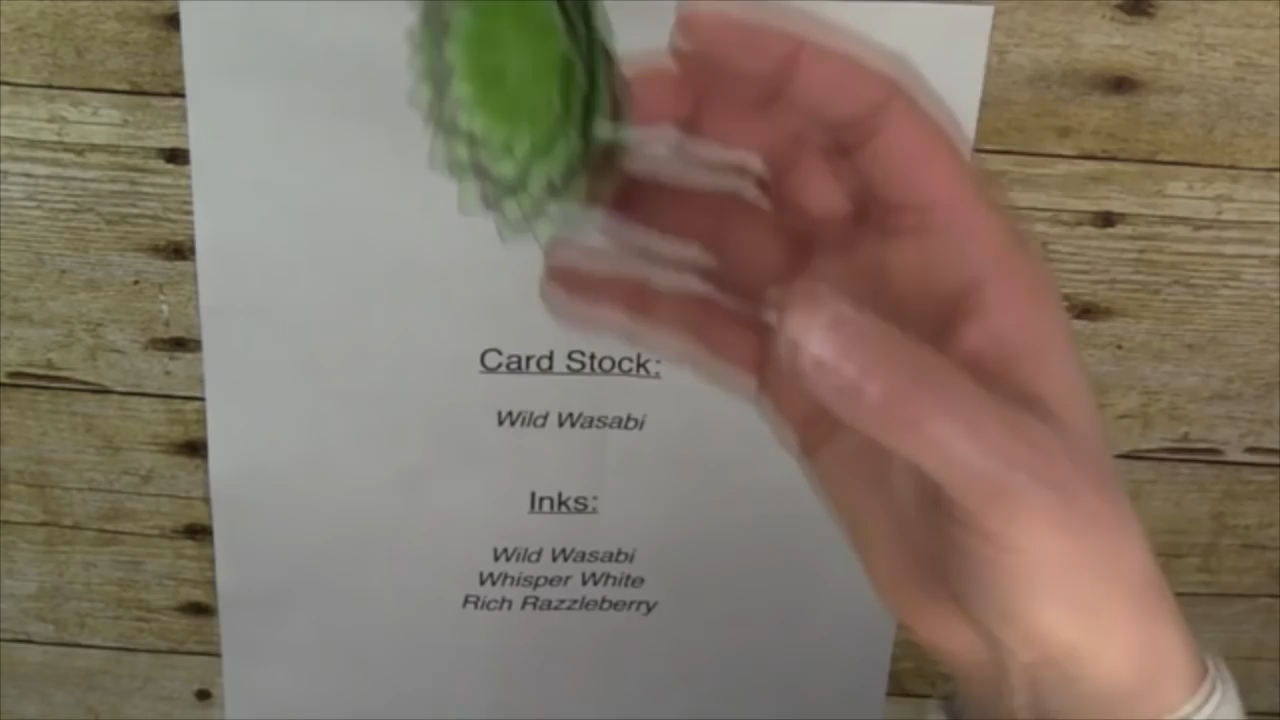 Card Stock:
Wild Wasabi
Inks:
Wild Wasabi
Whisper White
Rich Razzleberry